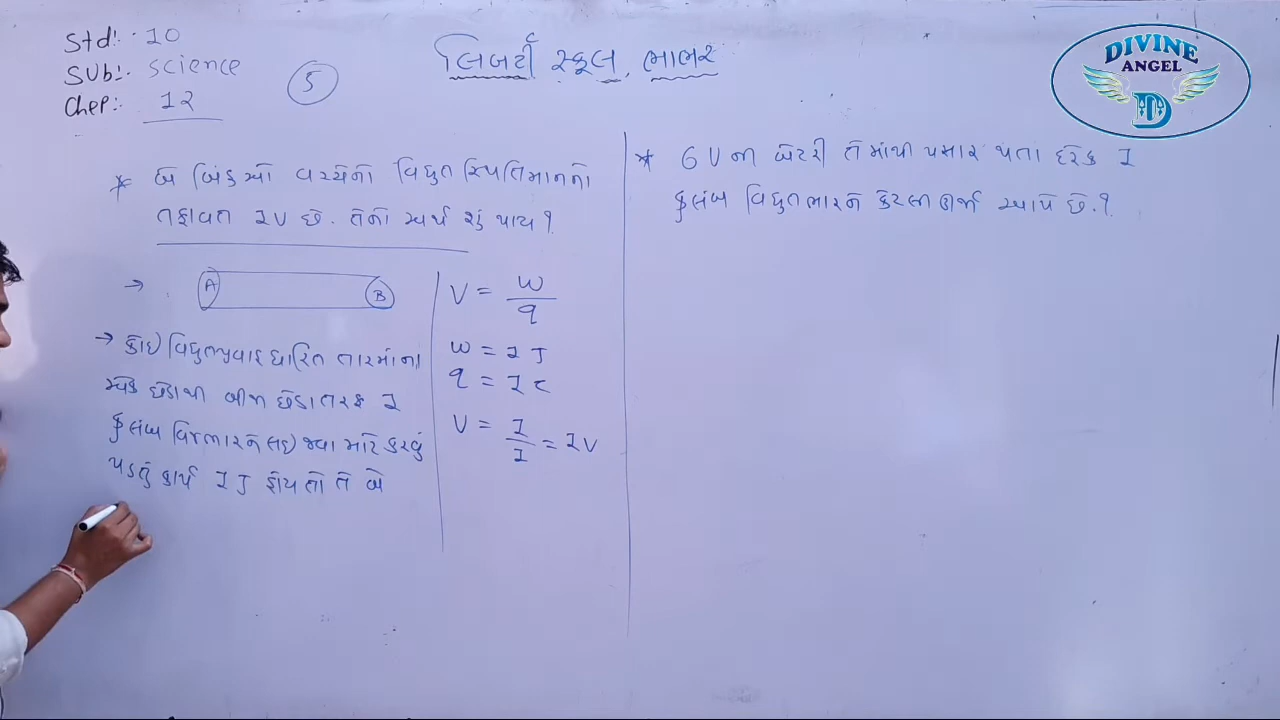 Std:- 10
SUB:- Science
Chep:- 12
5
લિબર્ટી સ્કૂલ, ભાભર
DIVINE
ANGEL
D
* બે બિંદુઓ વચ્ચેનો વિદ્યુતસ્થિતિમાનનો
તફાવત 1V છે. તેનો અર્થ શું થાય?
→ A B
→ કોઇ વિદ્યુતપ્રવાહ ધારિત તારમાંના
એક છેડાથી બીજા છેડા તરફ 1
કુલંબ વિજભારને લઇ જવા માટે કરવું
પડતું કાર્ય 1 J હોય તો તે બે
V = W/q
W = 1 J
q = 1 C
V = 1/1 = 1V
* 6 V ની બેટરી તેમાંથી પસાર થતા દરેક 1
કુલંબ વિદ્યુતભારને કેટલી ઊર્જા આપે છે.?